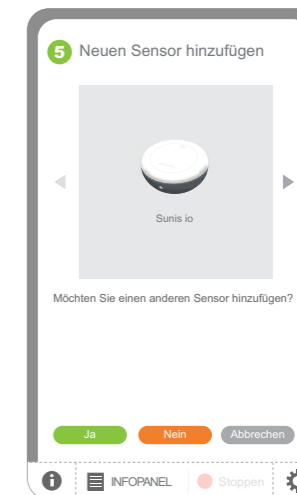 5 Neuen Sensor hinzufügen
Sunis io
Möchten Sie einen anderen Sensor hinzufügen?
Ja Nein Abbrechen
INFOPANEL Stoppen